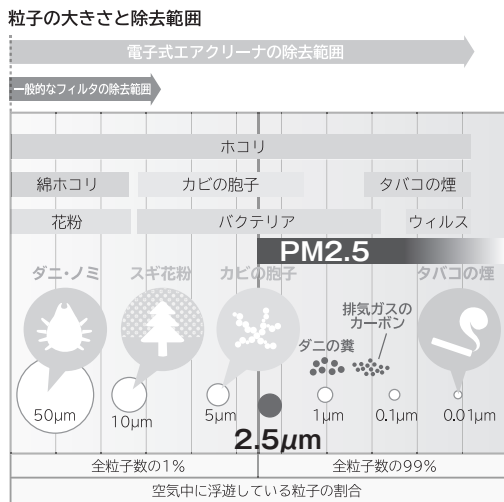 粒子の大きさと除去範囲
電子式エアクリーナの除去範囲
一般的なフィルタの除去範囲
ホコリ
綿ホコリ
カビの胞子
タバコの煙
花粉
バクテリア
ウィルス
PM2.5
ダニ・ノミ
スギ花粉
カビの胞子
タバコの煙
排気ガスの
カーボン
ダニの糞
50μm
10μm
5μm
1μm
0.1μm
0.01μm
2.5μm
全粒子数の1%
全粒子数の99%
空気中に浮遊している粒子の割合